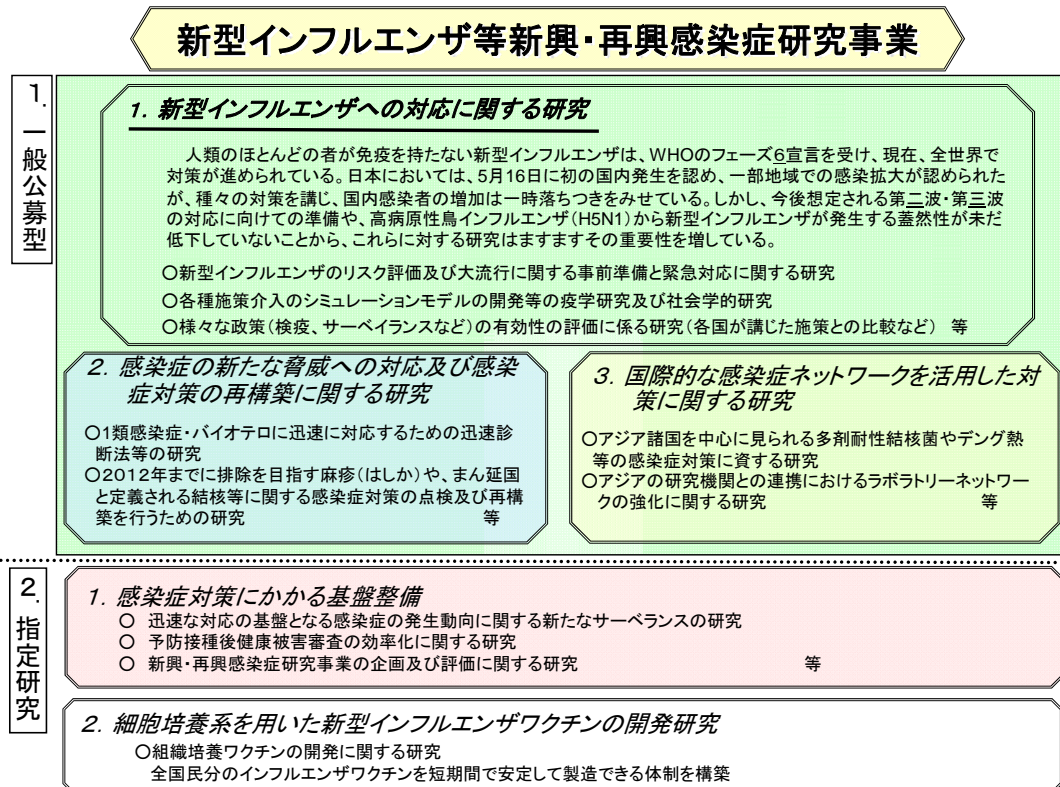 新型インフルエンザ等新興・再興感染症研究事業
1.一般公募型
1. 新型インフルエンザへの対応に関する研究
人類のほとんどの者が免疫を持たない新型インフルエンザは、WHOのフェーズ6宣言を受け、現在、全世界で
対策が進められている。日本においては、5月16日に初の国内発生を認め、一部地域での感染拡大が認められた
が、種々の対策を講じ、国内感染者の増加は一時落ちつきをみせている。しかし、今後想定される第二波・第三波
の対応に向けての準備や、高病原性鳥インフルエンザ(H5N1)から新型インフルエンザが発生する蓋然性が未だ
低下していないことから、これらに対する研究はますますその重要性を増している。
○新型インフルエンザのリスク評価及び大流行に関する事前準備と緊急対応に関する研究
○各種施策介入のシミュレーションモデルの開発等の疫学研究及び社会学的研究
○様々な政策(検疫、サーベイランスなど)の有効性の評価に係る研究(各国が講じた施策との比較など) 等
2. 感染症の新たな脅威への対応及び感染
症対策の再構築に関する研究
○1類感染症・バイオテロに迅速に対応するための迅速診
断法等の研究
○2012年までに排除を目指す麻疹(はしか)や、まん延国
と定義される結核等に関する感染症対策の点検及び再構
築を行うための研究 等
3. 国際的な感染症ネットワークを活用した対
策に関する研究
○アジア諸国を中心に見られる多剤耐性結核菌やデング熱
等の感染症対策に資する研究
○アジアの研究機関との連携におけるラボラトリーネットワー
クの強化に関する研究 等
2.指定研究
1. 感染症対策にかかる基盤整備
○ 迅速な対応の基盤となる感染症の発生動向に関する新たなサーベランスの研究
○ 予防接種後健康被害審査の効率化に関する研究
○ 新興・再興感染症研究事業の企画及び評価に関する研究 等
2. 細胞培養系を用いた新型インフルエンザワクチンの開発研究
○組織培養ワクチンの開発に関する研究
全国民分のインフルエンザワクチンを短期間で安定して製造できる体制を構築